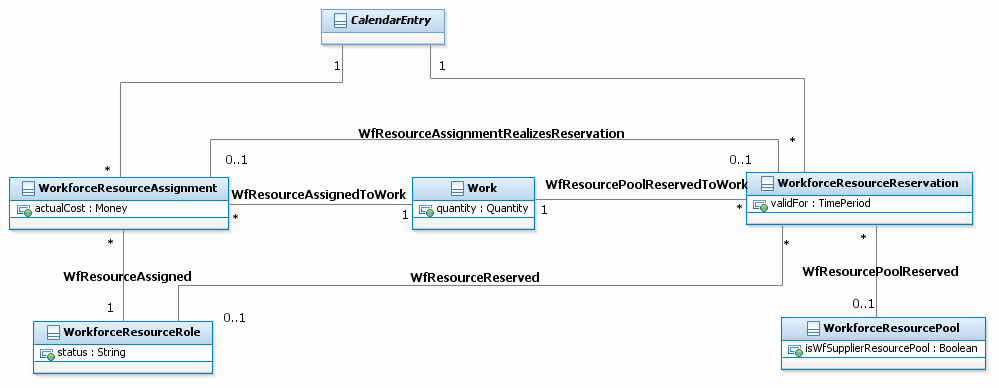 CalendarEntry
1
1
WfResourceAssignmentRealizesReservation
*
*
0..1
0..1
WorkforceResourceAssignment
actualCost : Money
WfResourceAssignedToWork
*
1
Work
quantity : Quantity
WfResourcePoolReservedToWork
1
*
WorkforceResourceReservation
validFor : TimePeriod
*
*
*
WfResourceAssigned
WfResourceReserved
WfResourcePoolReserved
1
0..1
0..1
WorkforceResourceRole
status : String
WorkforceResourcePool
isWfSupplierResourcePool : Boolean